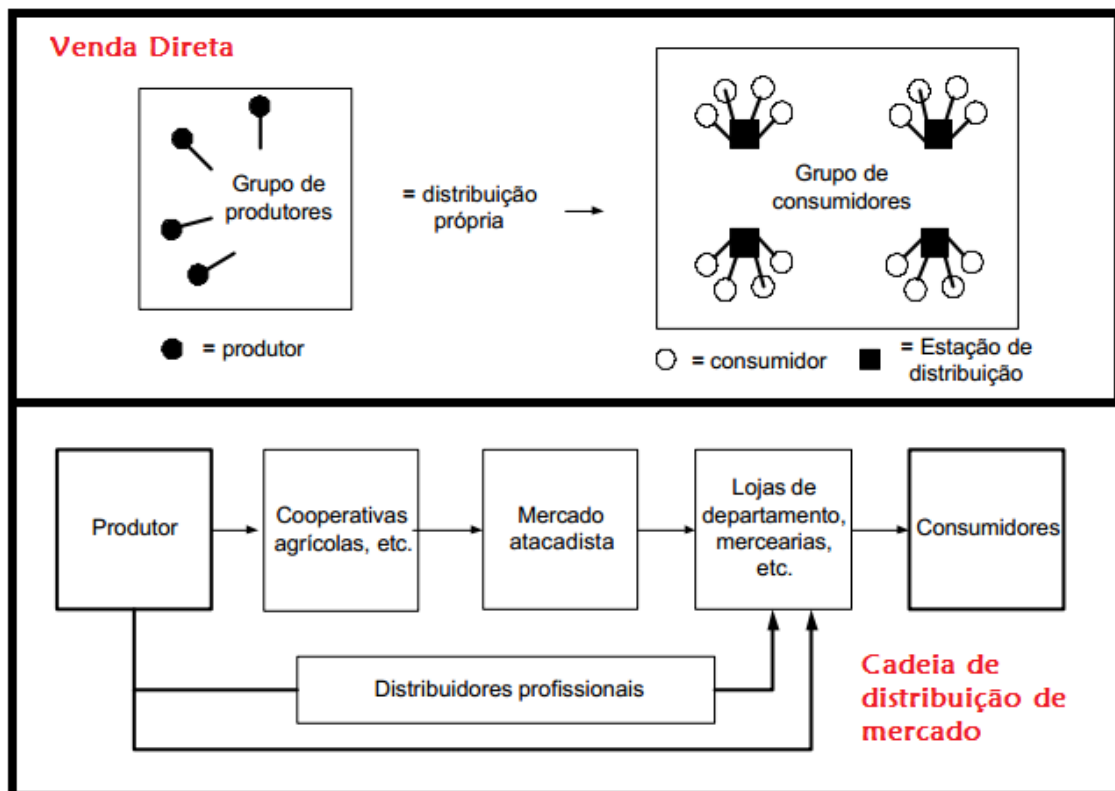 Venda Direta
Grupo de
produtores
= distribuição
própria
Grupo de
consumidores
= produtor
= consumidor
= Estação de
distribuição
Produtor
Cooperativas
agrícolas, etc.
Mercado
atacadista
Lojas de
departamento,
mercearias,
etc.
Consumidores
Distribuidores profissionais
Cadeia de
distribuição de
mercado